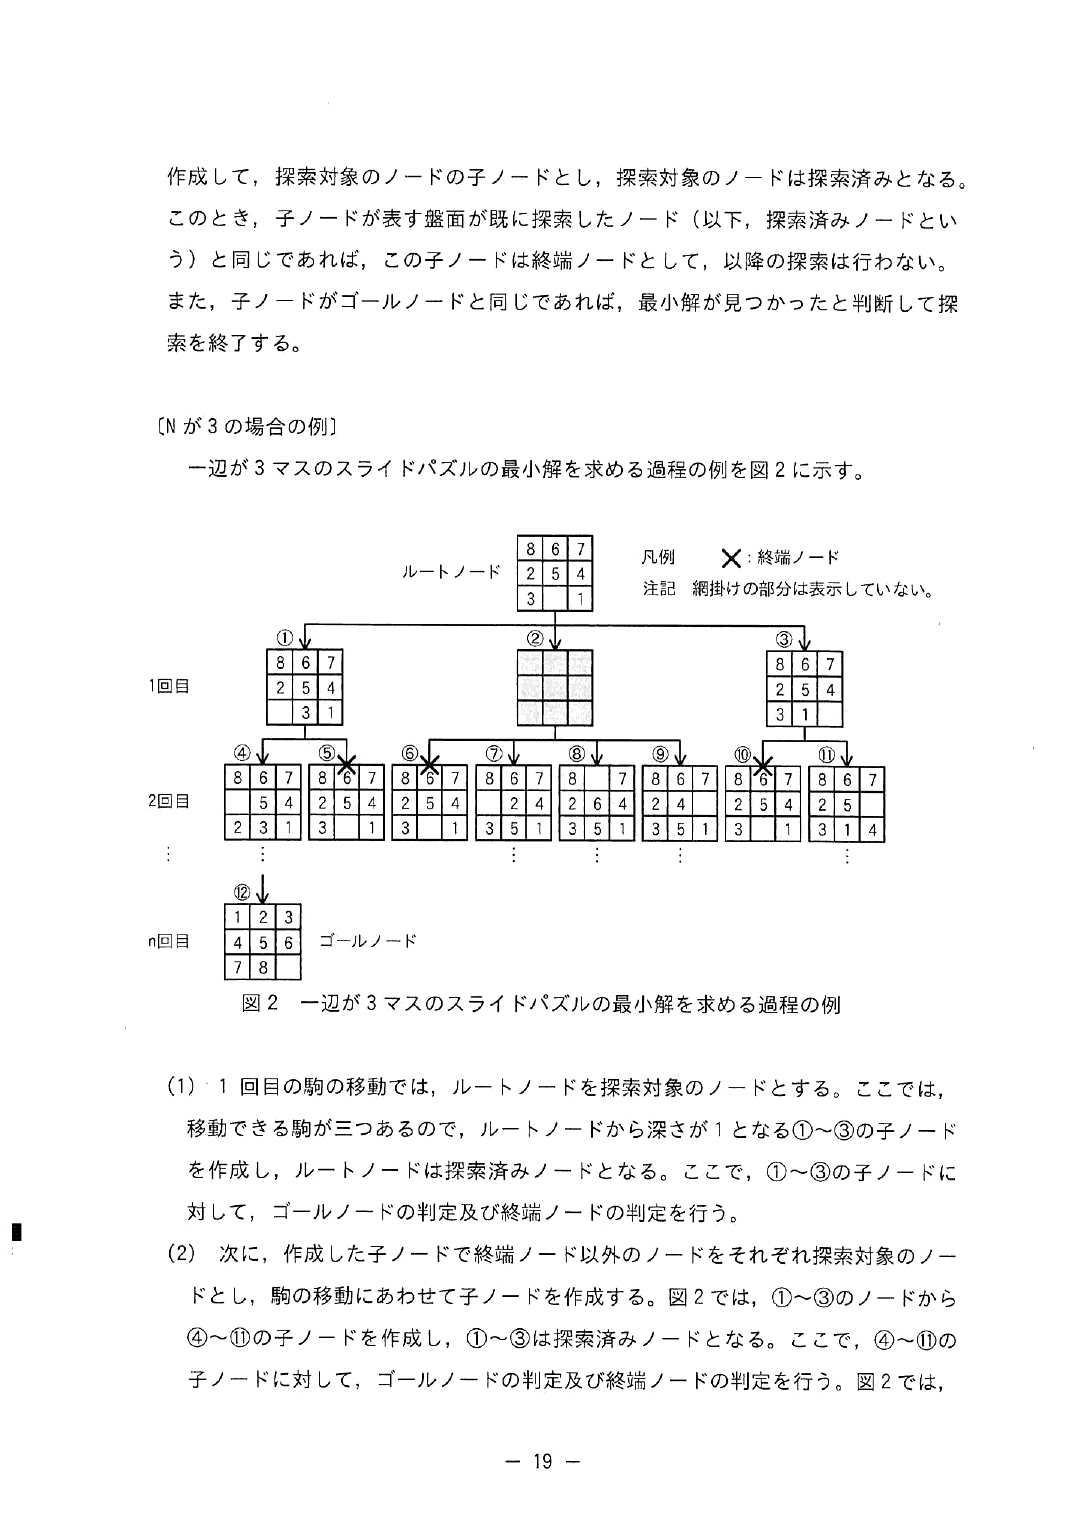 作成して，探索対象のノードの子ノードとし，探索対象のノードは探索済みとなる。
このとき，子ノードが表す盤面が既に探索したノード（以下，探索済みノードとい
う）と同じであれば，この子ノードは終端ノードとして，以降の探索は行わない。
また，子ノードがゴールノードと同じであれば，最小解が見つかったと判断して探
索を終了する。
〔N が 3 の場合の例〕
一辺が 3 マスのスライドパズルの最小解を求める過程の例を図 2 に示す。
ルートノード
8 6 7
2 5 4
3 1
凡例 ✕：終端ノード
注記 網掛けの部分は表示していない。
1回目
①
8 6 7
2 5 4
3 1
②
③
8 6 7
2 5 4
3 1
2回目
④
8 6 7
5 4
2 3 1
⑤
8 6 7
2 5 4
3 1
⑥
8 6 7
2 5 4
3 1
⑦
8 6 7
2 4
3 5 1
⑧
8 7
2 6 4
3 5 1
⑨
8 6 7
2 4
3 5 1
⑩
8 6 7
2 5 4
3 1
⑪
8 6 7
2 5
3 1 4
⋮ ⋮ ⋮ ⋮ ⋮ ⋮
n回目
⑫
1 2 3
4 5 6
7 8
ゴールノード
図 2 一辺が 3 マスのスライドパズルの最小解を求める過程の例
(1) 1 回目の駒の移動では，ルートノードを探索対象のノードとする。ここでは，
移動できる駒が三つあるので，ルートノードから深さが 1 となる①～③の子ノード
を作成し，ルートノードは探索済みノードとなる。ここで，①～③の子ノードに
対して，ゴールノードの判定及び終端ノードの判定を行う。
(2) 次に，作成した子ノードで終端ノード以外のノードをそれぞれ探索対象のノー
ドとし，駒の移動にあわせて子ノードを作成する。図 2 では，①～③のノードから
④～⑪の子ノードを作成し，①～③は探索済みノードとなる。ここで，④～⑪の
子ノードに対して，ゴールノードの判定及び終端ノードの判定を行う。図 2 では，
－ 19 －